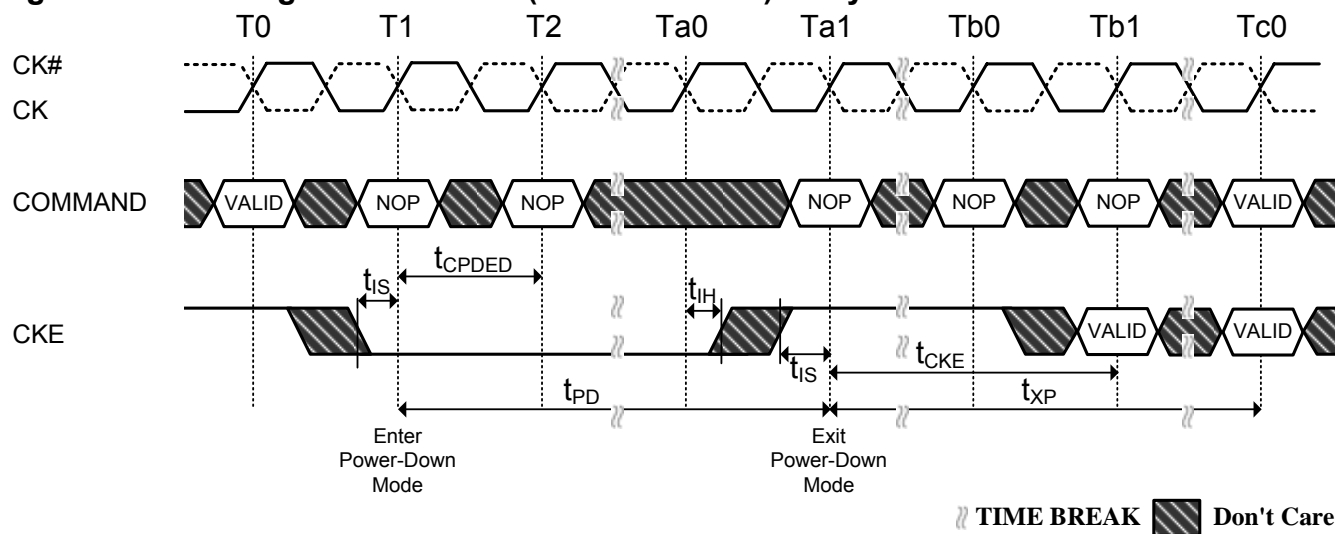 T0 T1 T2 Ta0 Ta1 Tb0 Tb1 Tc0
CK#
CK
COMMAND VALID NOP NOP NOP NOP NOP VALID
tIS tCPDED tIH
CKE VALID VALID
tIS tCKE
tPD tXP
Enter
Power-Down
Mode
Exit
Power-Down
Mode
TIME BREAK Don't Care